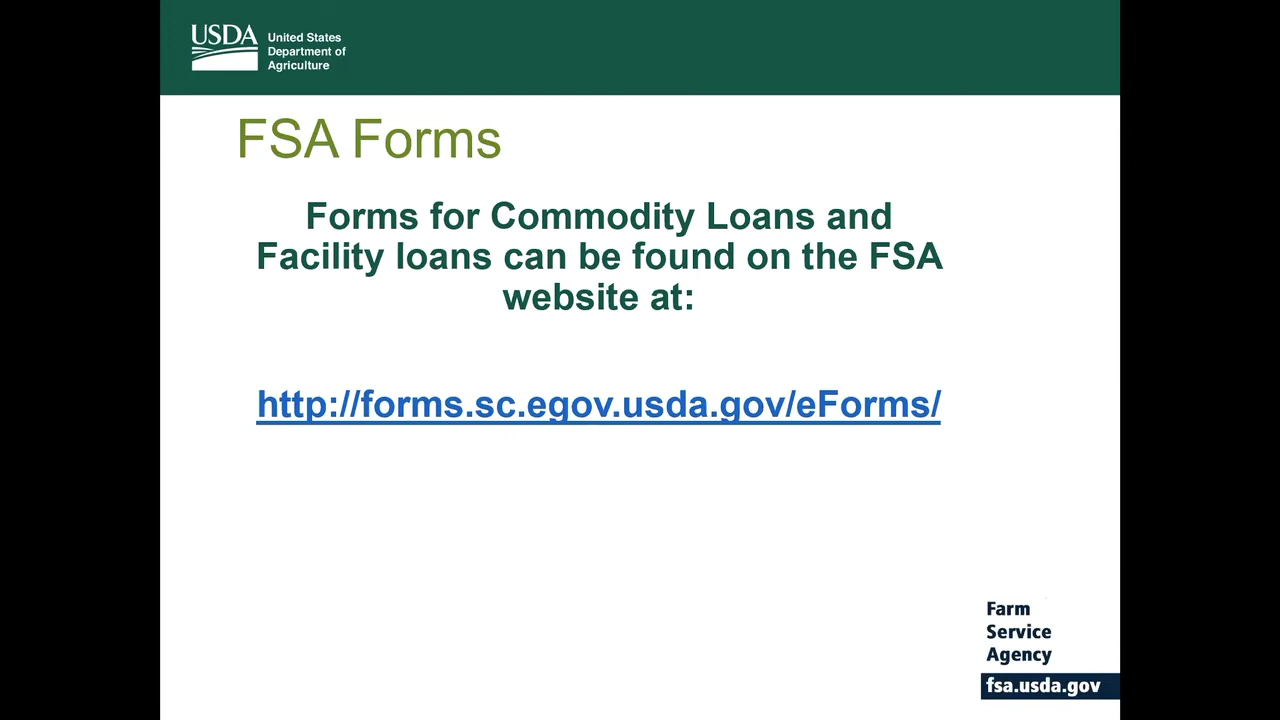 USDA
United States
Department of
Agriculture
FSA Forms
Forms for Commodity Loans and
Facility loans can be found on the FSA
website at:
http://forms.sc.egov.usda.gov/eForms/
Farm
Service
Agency
fsa.usda.gov